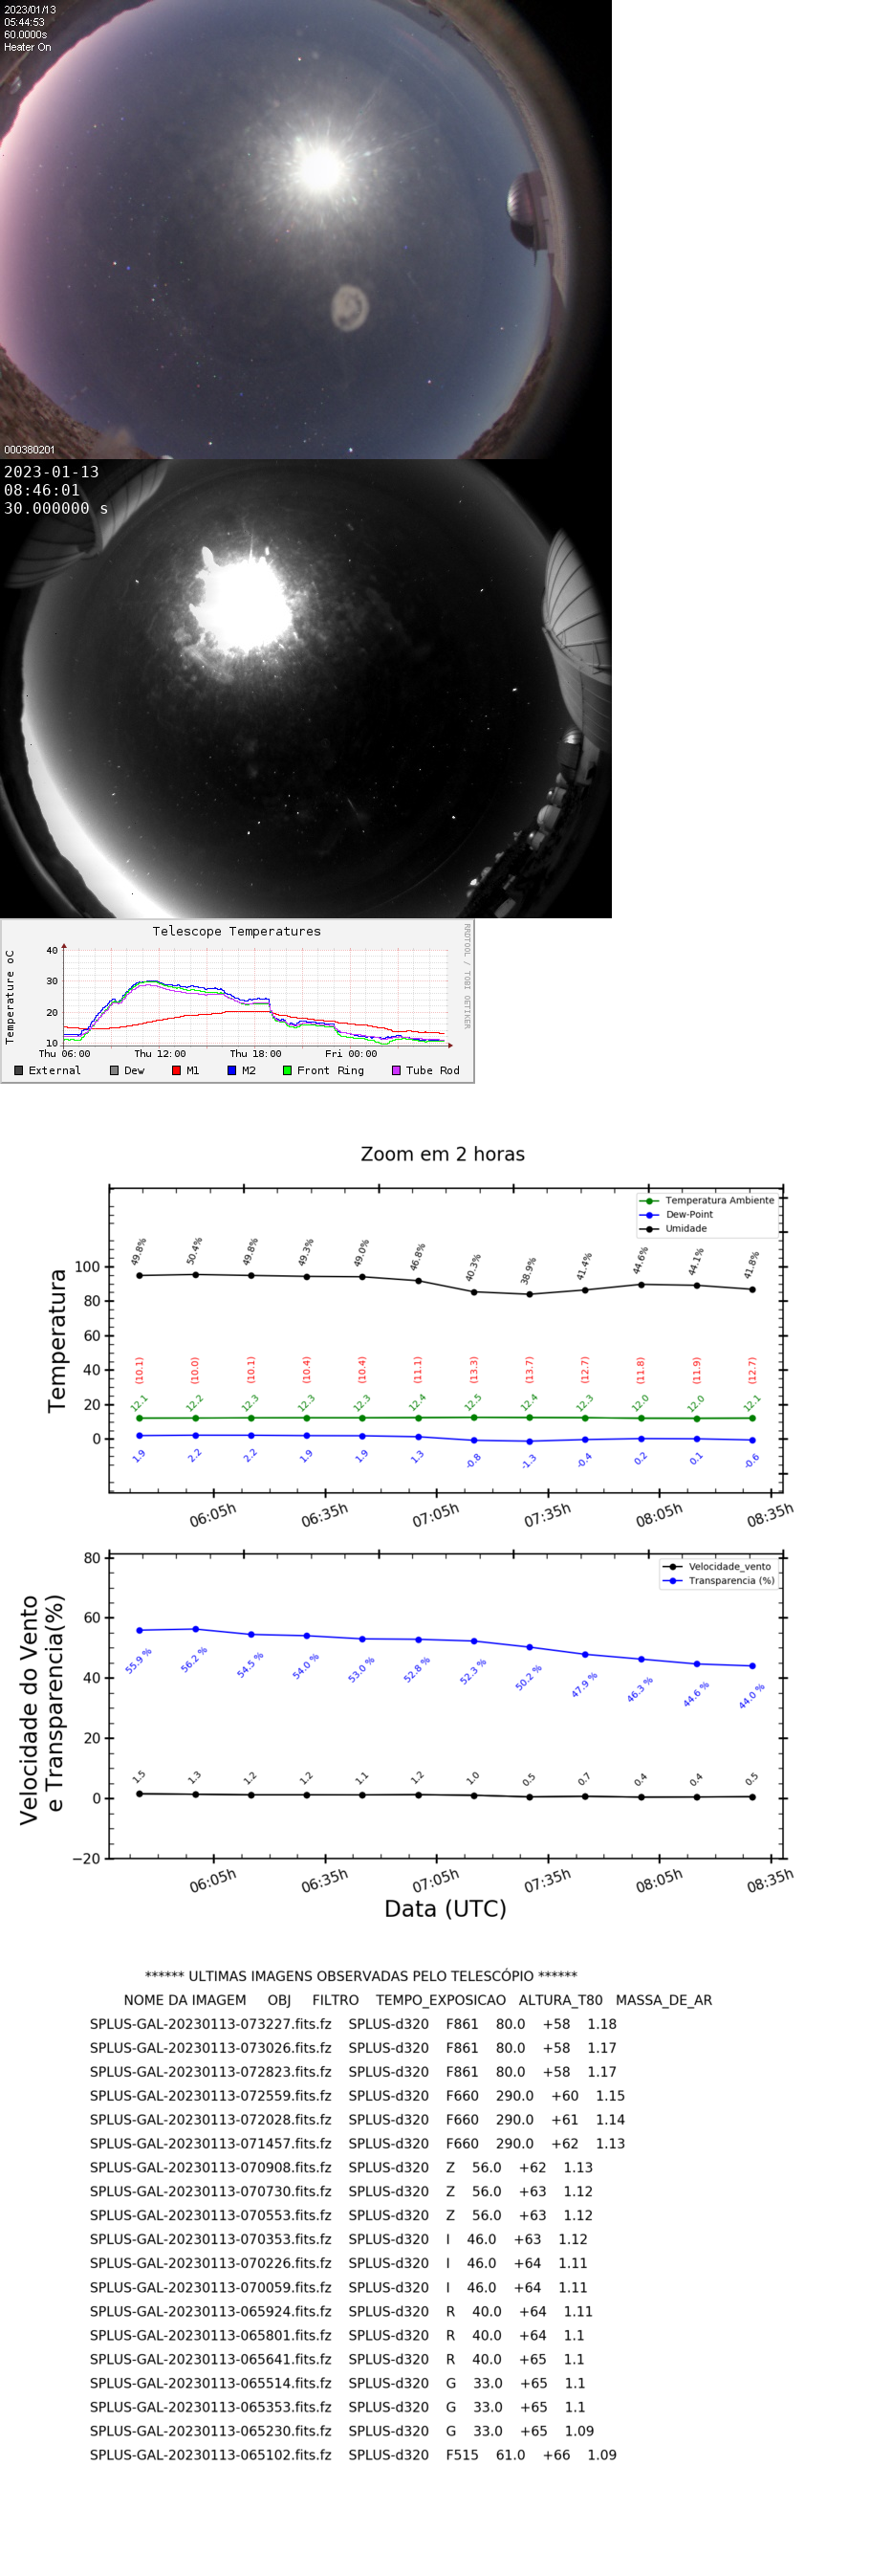 2023/01/13
05:44:53
60.0000s
Heater On
000380201
2023-01-13
08:46:01
30.000000 s
Telescope Temperatures
RRDTOOL / TOBI OETIKER
Temperature oC
40
30
20
10
Thu 06:00 Thu 12:00 Thu 18:00 Fri 00:00
External Dew M1 M2 Front Ring Tube Rod
Zoom em 2 horas
Temperatura Ambiente
Dew-Point
Umidade
Temperatura
100
80
60
40
20
0
49.8% 50.4% 49.8% 49.3% 49.0% 46.8% 40.3% 38.9% 41.4% 44.6% 44.1% 41.8%
(10.1) (10.0) (10.1) (10.4) (10.4) (11.1) (13.3) (13.7) (12.7) (11.8) (11.9) (12.7)
12.1 12.2 12.3 12.3 12.3 12.4 12.5 12.4 12.3 12.0 12.0 12.1
1.9 2.2 2.2 1.9 1.9 1.3 -0.8 -1.3 -0.4 0.2 0.1 -0.6
06:05h 06:35h 07:05h 07:35h 08:05h 08:35h
Velocidade_vento
Transparencia (%)
Velocidade do Vento
e Transparencia(%)
80
60
40
20
0
−20
55.9 % 56.2 % 54.5 % 54.0 % 53.0 % 52.8 % 52.3 % 50.2 % 47.9 % 46.3 % 44.6 % 44.0 %
1.5 1.3 1.2 1.2 1.1 1.2 1.0 0.5 0.7 0.4 0.4 0.5
06:05h 06:35h 07:05h 07:35h 08:05h 08:35h
Data (UTC)
****** ULTIMAS IMAGENS OBSERVADAS PELO TELESCÓPIO ******
NOME DA IMAGEM OBJ FILTRO TEMPO_EXPOSICAO ALTURA_T80 MASSA_DE_AR
SPLUS-GAL-20230113-073227.fits.fz SPLUS-d320 F861 80.0 +58 1.18
SPLUS-GAL-20230113-073026.fits.fz SPLUS-d320 F861 80.0 +58 1.17
SPLUS-GAL-20230113-072823.fits.fz SPLUS-d320 F861 80.0 +58 1.17
SPLUS-GAL-20230113-072559.fits.fz SPLUS-d320 F660 290.0 +60 1.15
SPLUS-GAL-20230113-072028.fits.fz SPLUS-d320 F660 290.0 +61 1.14
SPLUS-GAL-20230113-071457.fits.fz SPLUS-d320 F660 290.0 +62 1.13
SPLUS-GAL-20230113-070908.fits.fz SPLUS-d320 Z 56.0 +62 1.13
SPLUS-GAL-20230113-070730.fits.fz SPLUS-d320 Z 56.0 +63 1.12
SPLUS-GAL-20230113-070553.fits.fz SPLUS-d320 Z 56.0 +63 1.12
SPLUS-GAL-20230113-070353.fits.fz SPLUS-d320 I 46.0 +63 1.12
SPLUS-GAL-20230113-070226.fits.fz SPLUS-d320 I 46.0 +64 1.11
SPLUS-GAL-20230113-070059.fits.fz SPLUS-d320 I 46.0 +64 1.11
SPLUS-GAL-20230113-065924.fits.fz SPLUS-d320 R 40.0 +64 1.11
SPLUS-GAL-20230113-065801.fits.fz SPLUS-d320 R 40.0 +64 1.1
SPLUS-GAL-20230113-065641.fits.fz SPLUS-d320 R 40.0 +65 1.1
SPLUS-GAL-20230113-065514.fits.fz SPLUS-d320 G 33.0 +65 1.1
SPLUS-GAL-20230113-065353.fits.fz SPLUS-d320 G 33.0 +65 1.1
SPLUS-GAL-20230113-065230.fits.fz SPLUS-d320 G 33.0 +65 1.09
SPLUS-GAL-20230113-065102.fits.fz SPLUS-d320 F515 61.0 +66 1.09